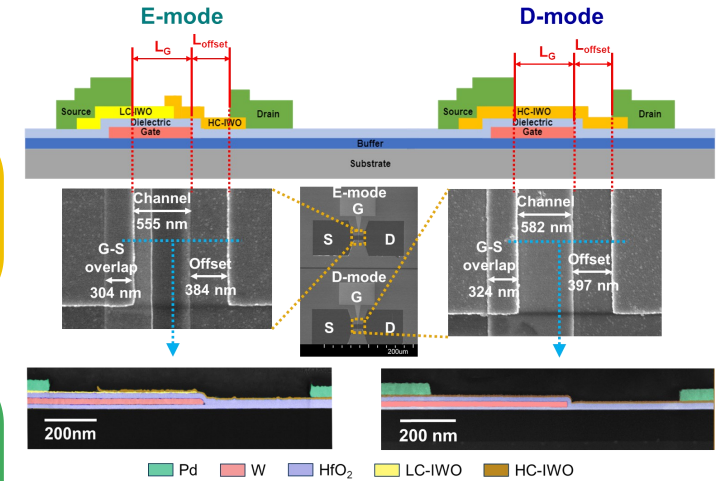 E-mode
D-mode
LG
Loffset
LG
Loffset
Source
LC-IWO
Drain
Dielectric
HC-IWO
Gate
Source
HC-IWO
Drain
Dielectric
Gate
Buffer
Substrate
Channel
555 nm
G-S
overlap
304 nm
Offset
384 nm
E-mode
G
S
D
D-mode
G
S
D
200um
Channel
582 nm
G-S
overlap
324 nm
Offset
397 nm
200nm
200 nm
Pd
W
HfO2
LC-IWO
HC-IWO